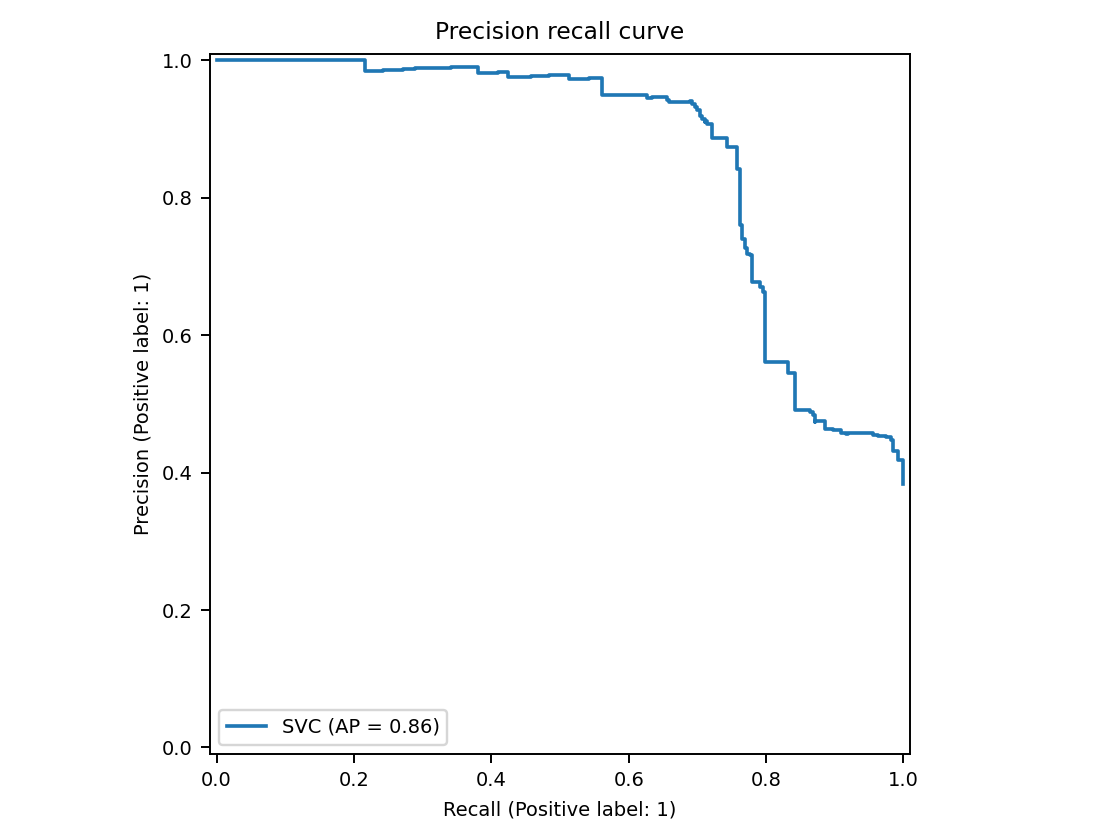 Precision recall curve
1.0
0.8
0.6
0.4
0.2
0.0
Precision (Positive label: 1)
SVC (AP = 0.86)
0.0 0.2 0.4 0.6 0.8 1.0
Recall (Positive label: 1)